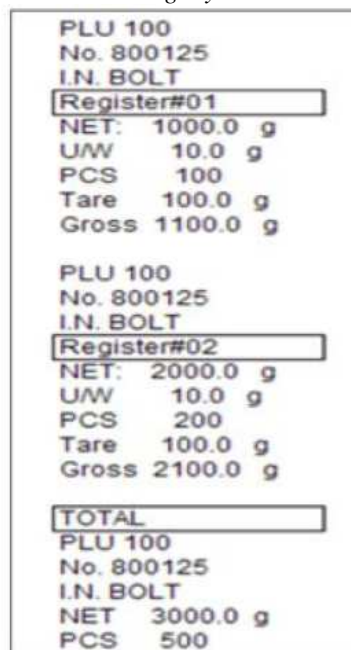 PLU 100
No. 800125
I.N. BOLT
Register#01
NET: 1000.0 g
U/W 10.0 g
PCS 100
Tare 100.0 g
Gross 1100.0 g
PLU 100
No. 800125
I.N. BOLT
Register#02
NET: 2000.0 g
U/W 10.0 g
PCS 200
Tare 100.0 g
Gross 2100.0 g
TOTAL
PLU 100
No. 800125
I.N. BOLT
NET 3000.0 g
PCS 500